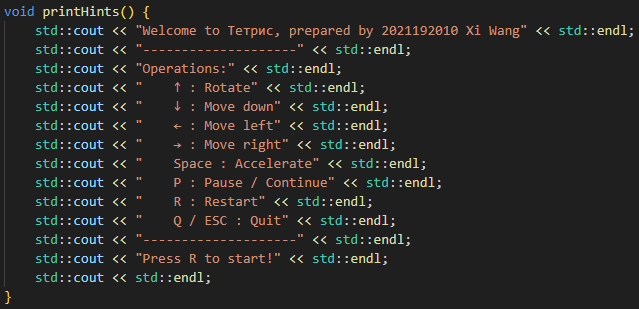 void printHints() {
    std::cout << "Welcome to Тетрис, prepared by 2021192010 Xi Wang" << std::endl;
    std::cout << "--------------------" << std::endl;
    std::cout << "Operations:" << std::endl;
    std::cout << "    ↑ : Rotate" << std::endl;
    std::cout << "    ↓ : Move down" << std::endl;
    std::cout << "    ← : Move left" << std::endl;
    std::cout << "    → : Move right" << std::endl;
    std::cout << "    Space : Accelerate" << std::endl;
    std::cout << "    P : Pause / Continue" << std::endl;
    std::cout << "    R : Restart" << std::endl;
    std::cout << "    Q / ESC : Quit" << std::endl;
    std::cout << "--------------------" << std::endl;
    std::cout << "Press R to start!" << std::endl;
    std::cout << std::endl;
}